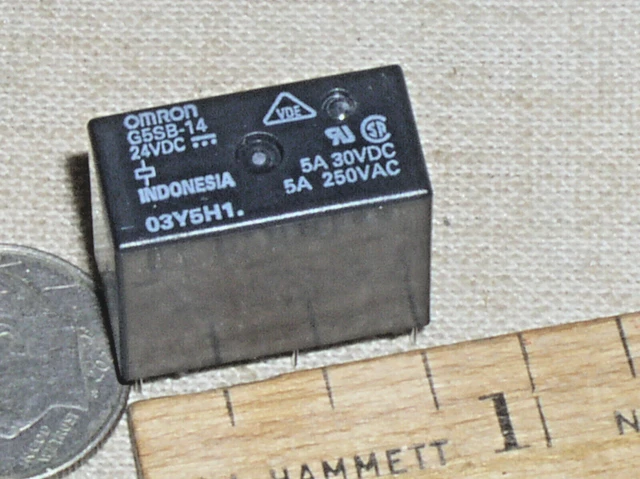 OMRON
G5SB-14
24VDC
INDONESIA
03Y5H1.
VDE
5A 30VDC
5A 250VAC
1
HAMMETT
N